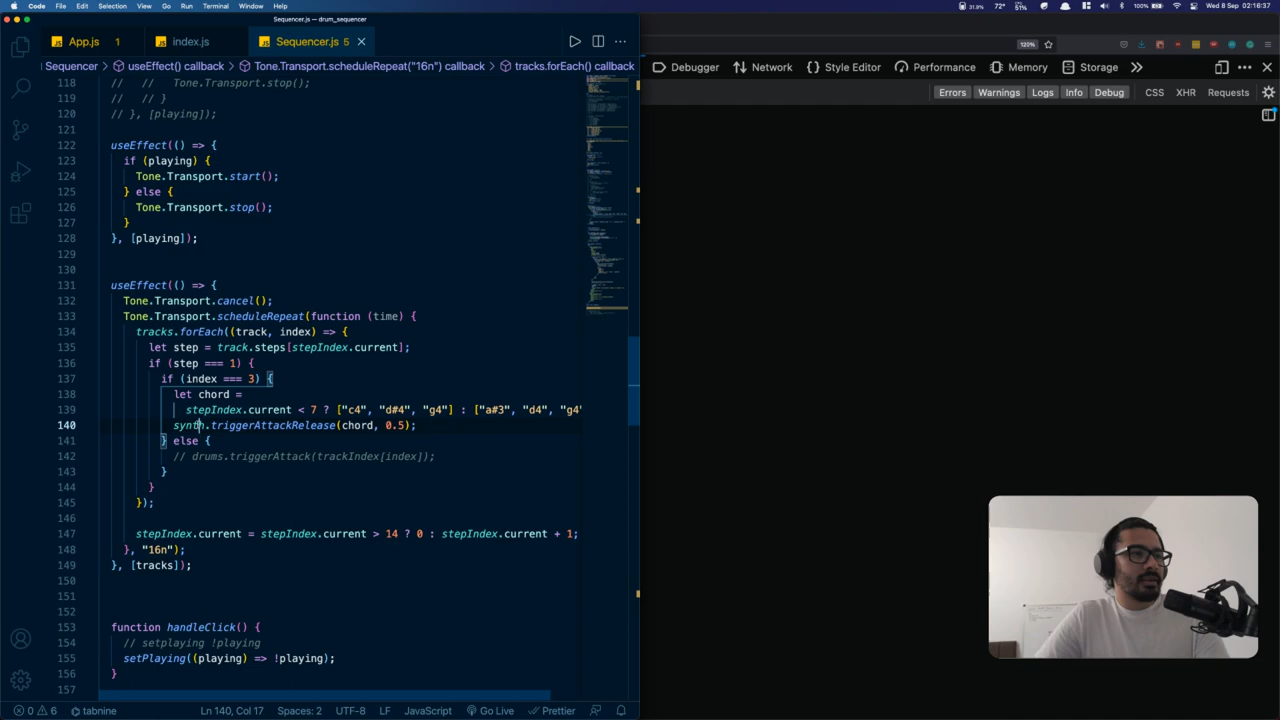 Code File Edit Selection View Go Run Terminal Window Help
31.9% 72° 100% Wed 8 Sep 02:16:37
Sequencer.js — drum_sequencer
App.js 1 index.js Sequencer.js 5
120%
Sequencer useEffect() callback Tone.Transport.scheduleRepeat("16n") callback tracks.forEach() callback
Debugger Network Style Editor Performance Memory Storage
Errors Warnings Logs Info Debug CSS XHR Requests
118 // // Tone.Transport.stop();
119 // // }
120 // }, [playing]);
121
122 useEffect(() => {
123 if (playing) {
124 Tone.Transport.start();
125 } else {
126 Tone.Transport.stop();
127 }
128 }, [playing]);
129
130
131 useEffect(() => {
132 Tone.Transport.cancel();
133 Tone.Transport.scheduleRepeat(function (time) {
134 tracks.forEach((track, index) => {
135 let step = track.steps[stepIndex.current];
136 if (step === 1) {
137 if (index === 3) {
138 let chord =
139 stepIndex.current < 7 ? ["c4", "d#4", "g4"] : ["a#3", "d4", "g4"
140 synth.triggerAttackRelease(chord, 0.5);
141 } else {
142 // drums.triggerAttack(trackIndex[index]);
143 }
144 }
145 });
146
147 stepIndex.current = stepIndex.current > 14 ? 0 : stepIndex.current + 1;
148 }, "16n");
149 }, [tracks]);
150
151
152
153 function handleClick() {
154 // setplaying !playing
155 setPlaying((playing) => !playing);
156 }
157
0 6 tabnine Ln 140, Col 17 Spaces: 2 UTF-8 LF JavaScript Go Live Prettier